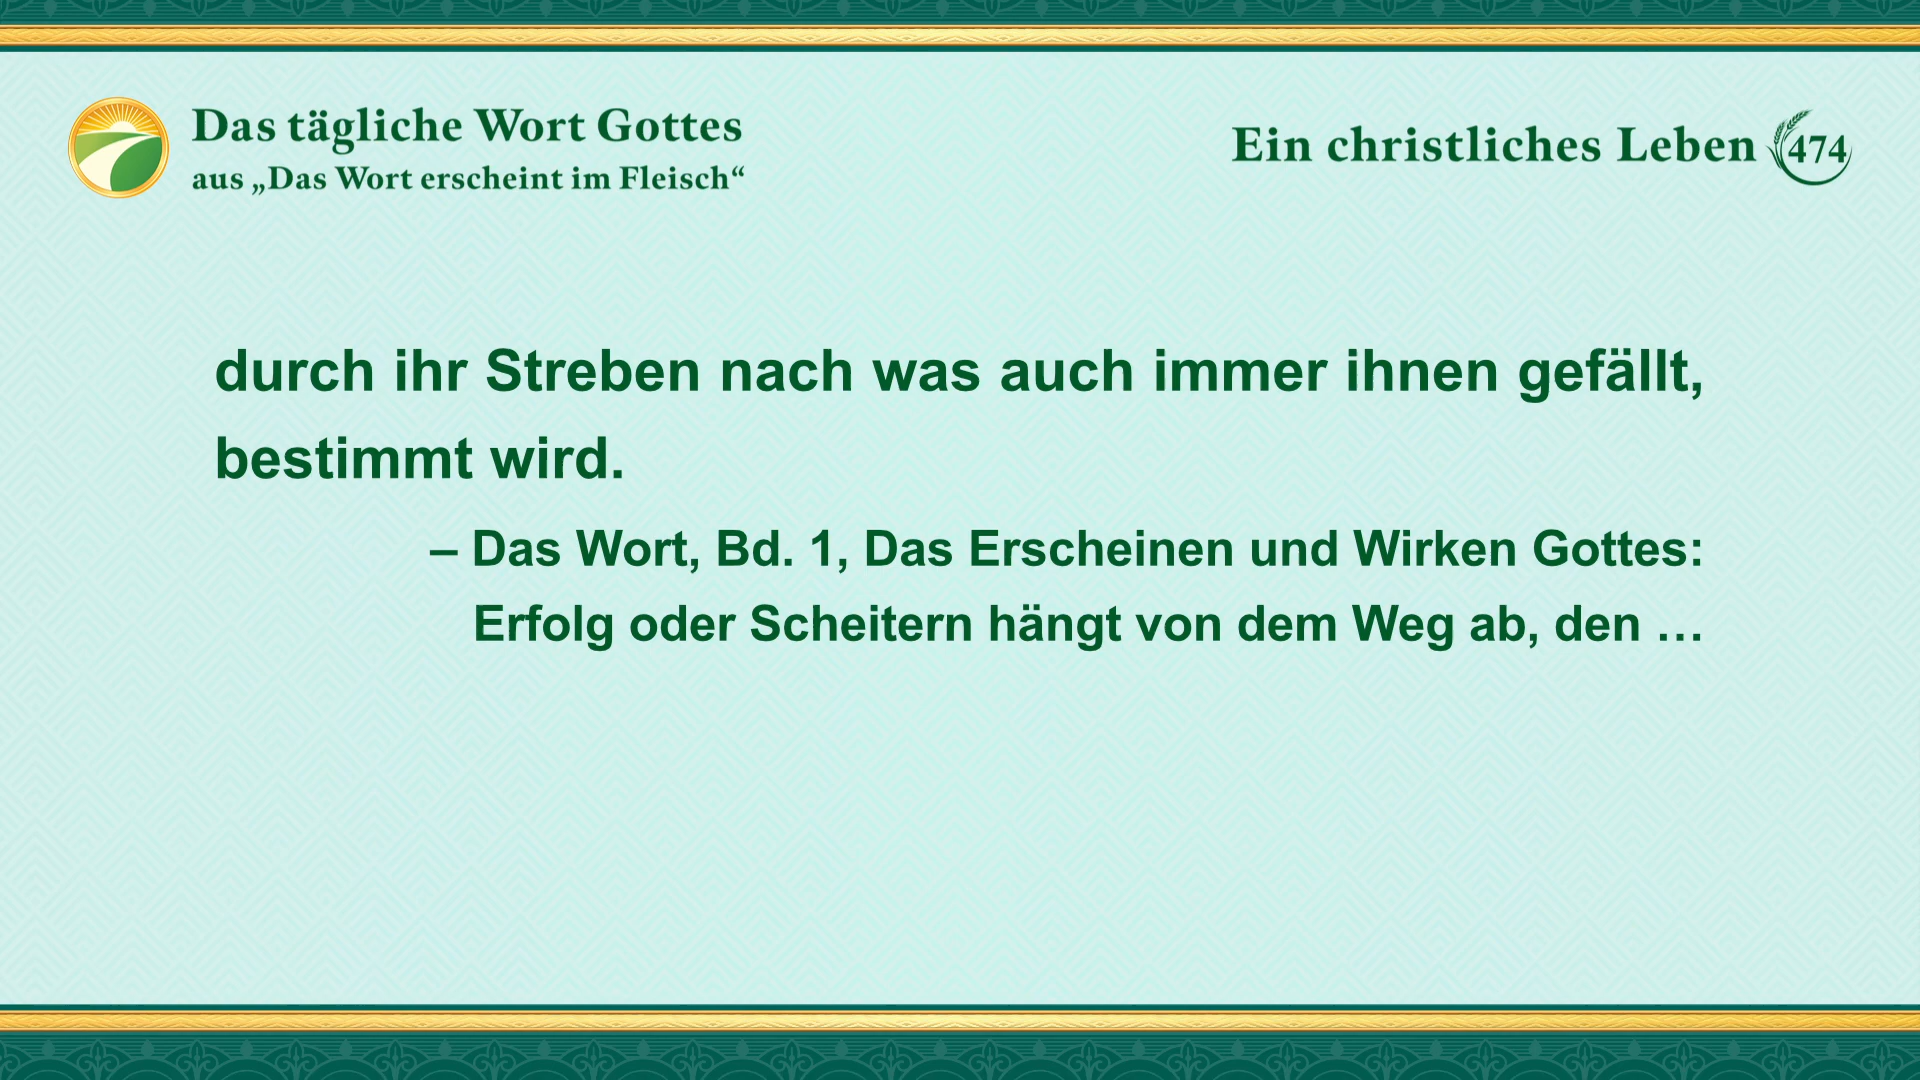 Das tägliche Wort Gottes
aus „Das Wort erscheint im Fleisch“
Ein christliches Leben 474
durch ihr Streben nach was auch immer ihnen gefällt,
bestimmt wird.
– Das Wort, Bd. 1, Das Erscheinen und Wirken Gottes:
Erfolg oder Scheitern hängt von dem Weg ab, den …